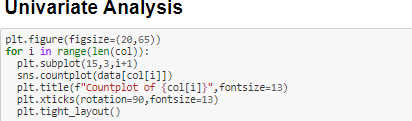 Univariate Analysis
plt.figure(figsize=(20,65))
for i in range(len(col)):
  plt.subplot(15,3,i+1)
  sns.countplot(data[col[i]])
  plt.title(f"Countplot of {col[i]}",fontsize=13)
  plt.xticks(rotation=90,fontsize=13)
  plt.tight_layout()